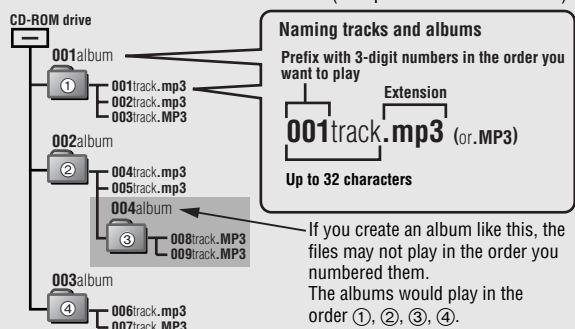 CD-ROM drive
001album
①
001track.mp3
002track.mp3
003track.MP3
002album
②
004track.mp3
005track.mp3
004album
③
008track.MP3
009track.MP3
003album
④
006track.mp3
007track.MP3
Naming tracks and albums
Prefix with 3-digit numbers in the order you
want to play
Extension
001track.mp3 (or.MP3)
Up to 32 characters
If you create an album like this, the
files may not play in the order you
numbered them.
The albums would play in the
order ①, ②, ③, ④.